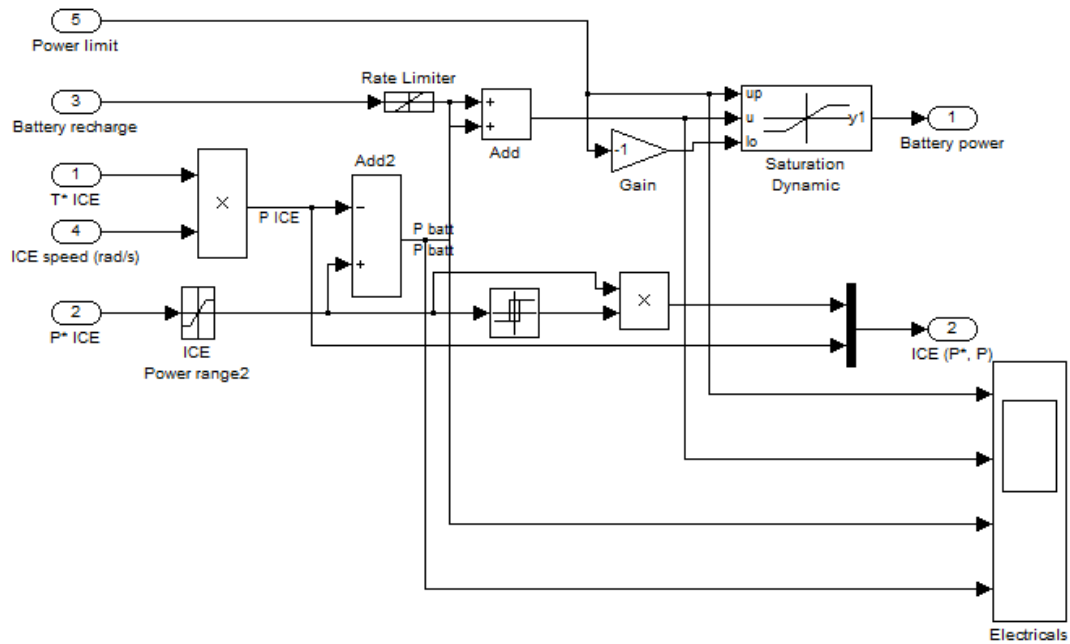 5
Power limit
Rate Limiter
3
Battery recharge
+
+
Add
up
u
lo
y1
Saturation
Dynamic
1
Battery power
-1
Gain
1
T* ICE
×
P ICE
Add2
−
+
P batt
P batt
4
ICE speed (rad/s)
2
P* ICE
ICE
Power range2
×
2
ICE (P*, P)
Electricals